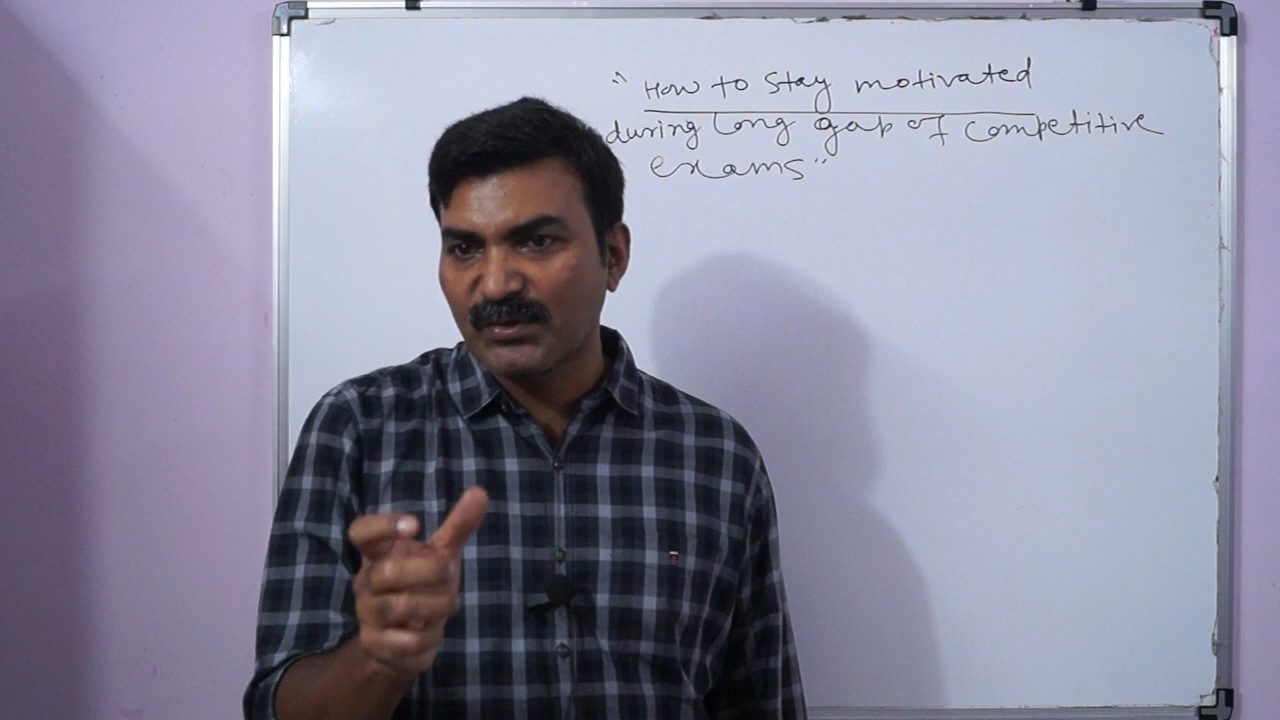 " How to stay motivated
during long gap of competitive
exams"